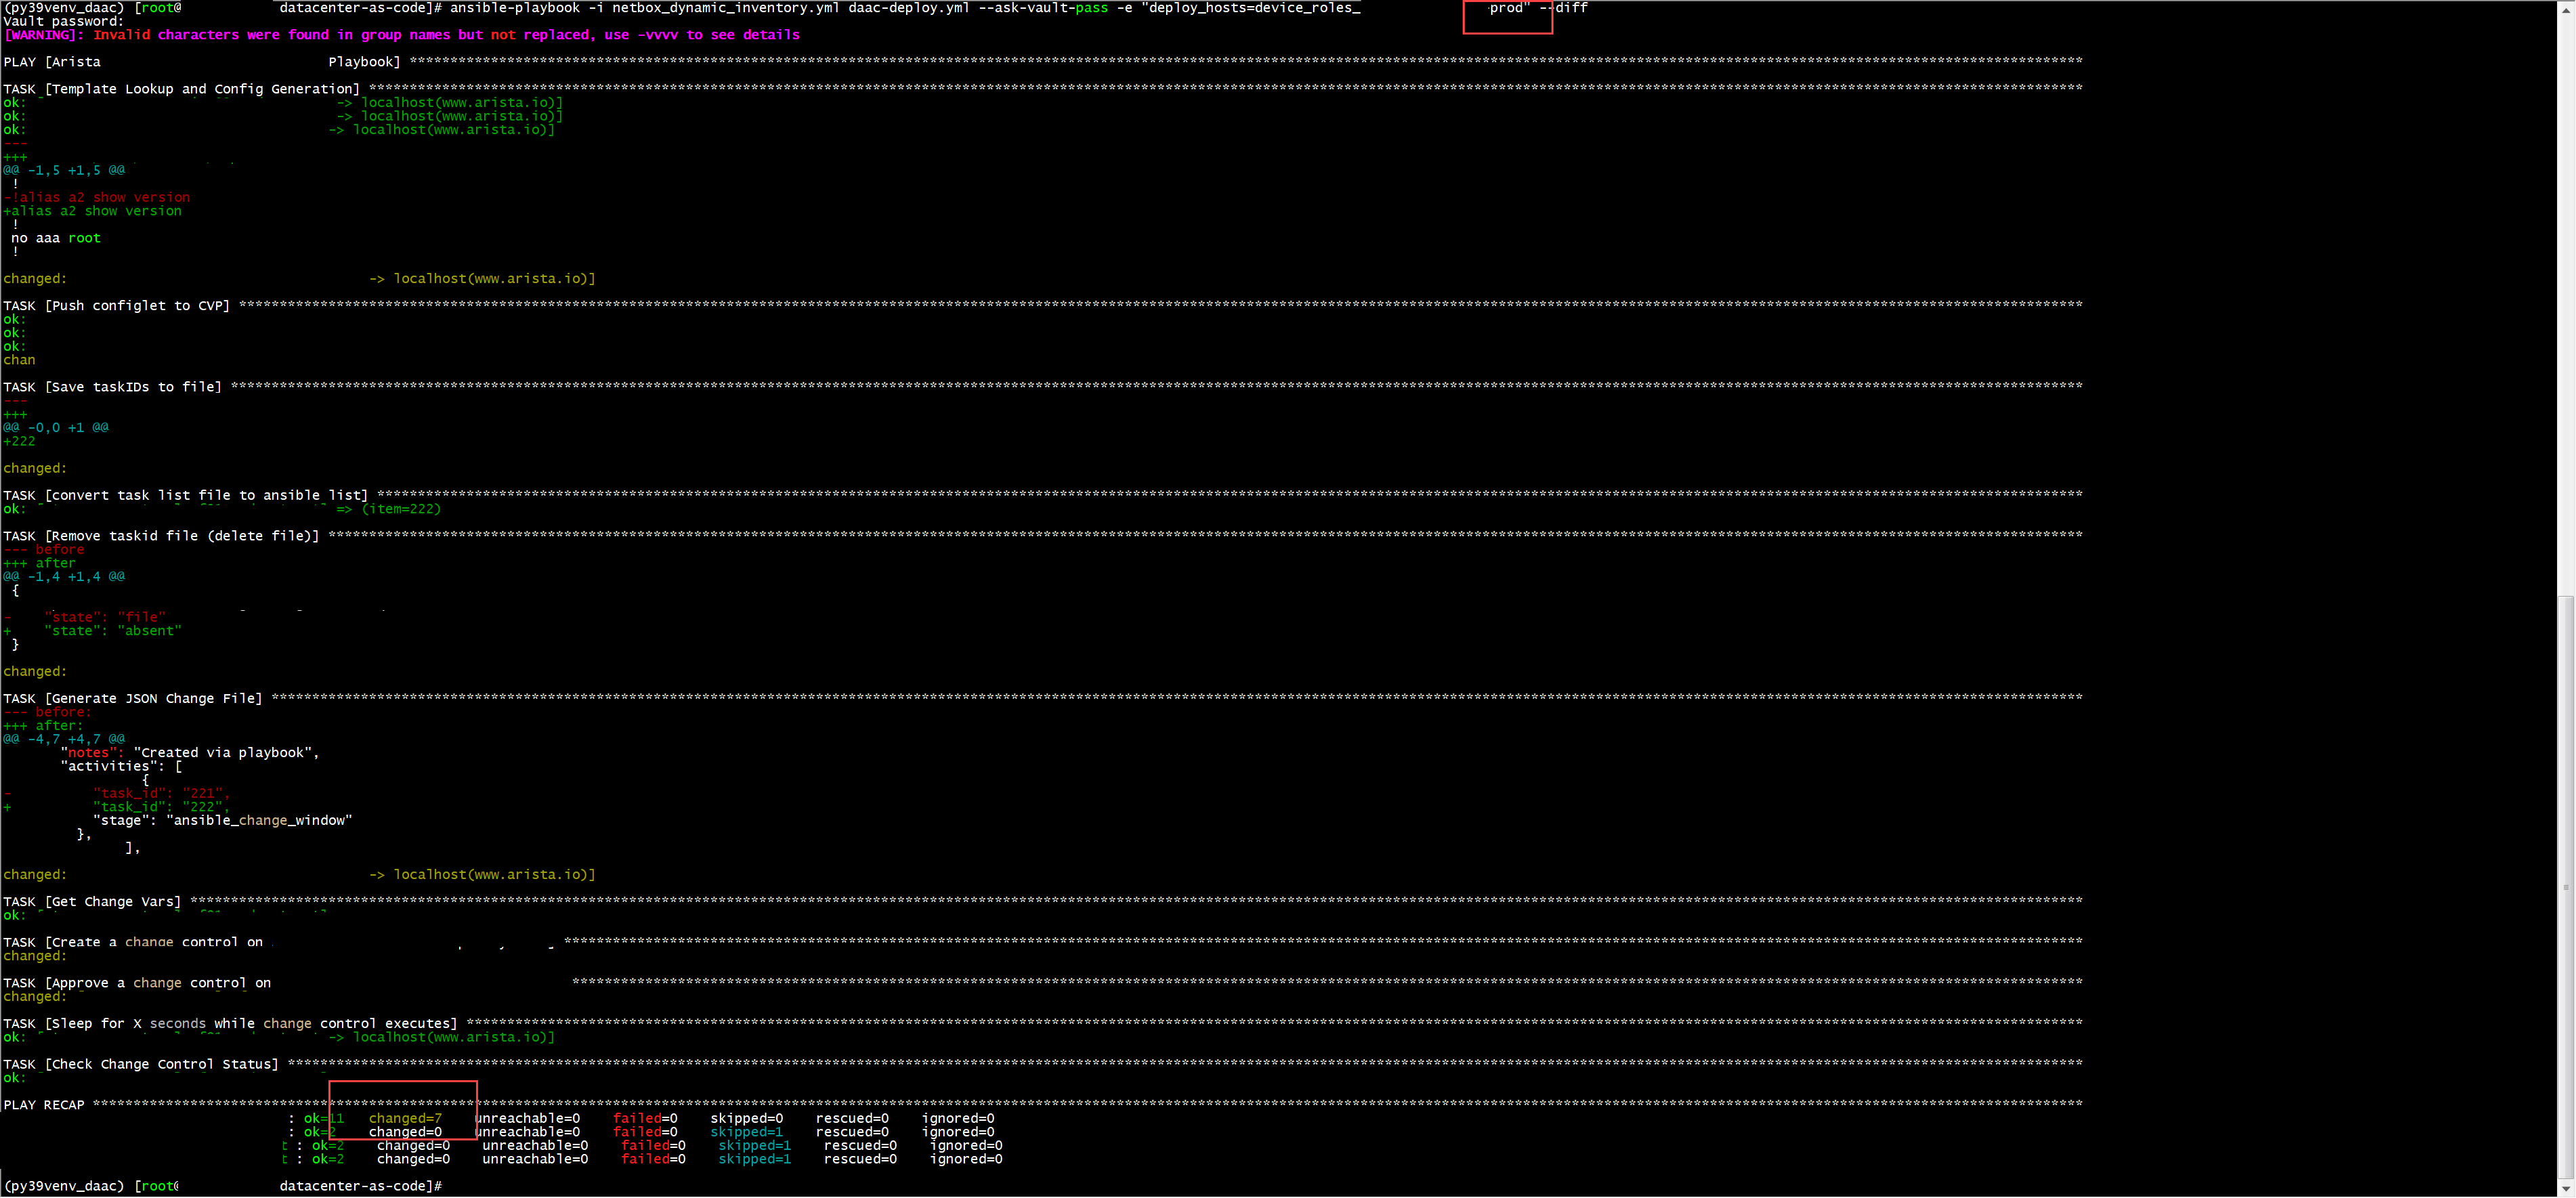 (py39venv_daac) [root@ datacenter-as-code]# ansible-playbook -i netbox_dynamic_inventory.yml daac-deploy.yml --ask-vault-pass -e "deploy_hosts=device_roles_ prod" --diff
Vault password:
[WARNING]: Invalid characters were found in group names but not replaced, use -vvvv to see details
PLAY [Arista Playbook] ****
TASK [Template Lookup and Config Generation] ****
ok: -> localhost(www.arista.io)]
ok: -> localhost(www.arista.io)]
ok: -> localhost(www.arista.io)]
---
+++
@@ -1,5 +1,5 @@
!
-!alias a2 show version
+alias a2 show version
!
no aaa root
!
changed: -> localhost(www.arista.io)]
TASK [Push configlet to CVP] ****
ok:
ok:
ok:
chan
TASK [Save taskIDs to file] ****
---
+++
@@ -0,0 +1 @@
+222
changed:
TASK [convert task list file to ansible list] ****
ok: => (item=222)
TASK [Remove taskid file (delete file)] ****
--- before
+++ after
@@ -1,4 +1,4 @@
{
- "state": "file"
+ "state": "absent"
}
changed:
TASK [Generate JSON Change File] ****
--- before:
+++ after:
@@ -4,7 +4,7 @@
"notes": "Created via playbook",
"activities": [
{
- "task_id": "221",
+ "task_id": "222",
"stage": "ansible_change_window"
},
],
changed: -> localhost(www.arista.io)]
TASK [Get Change Vars] ****
ok:
TASK [Create a change control on ] ****
changed:
TASK [Approve a change control on ****
changed:
TASK [Sleep for X seconds while change control executes] ****
ok: -> localhost(www.arista.io)]
TASK [Check Change Control Status] ****
ok:
PLAY RECAP ****
: ok=11 changed=7 unreachable=0 failed=0 skipped=0 rescued=0 ignored=0
: ok=2 changed=0 unreachable=0 failed=0 skipped=1 rescued=0 ignored=0
t : ok=2 changed=0 unreachable=0 failed=0 skipped=1 rescued=0 ignored=0
t : ok=2 changed=0 unreachable=0 failed=0 skipped=1 rescued=0 ignored=0
(py39venv_daac) [root@ datacenter-as-code]#